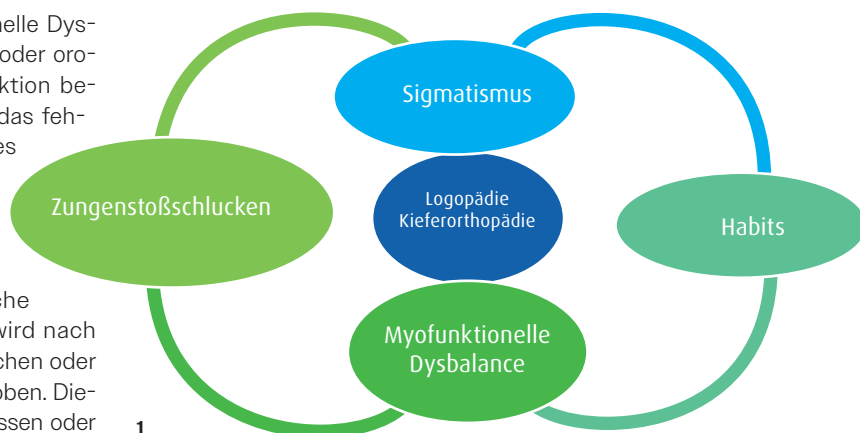 nelle Dys-
oder oro-
ktion be-
das feh-
es
che
wird nach
chen oder
oben. Die-
ssen oder
1
Sigmatismus
Zungenstoßschlucken
Logopädie
Kieferorthopädie
Habits
Myofunktionelle
Dysbalance